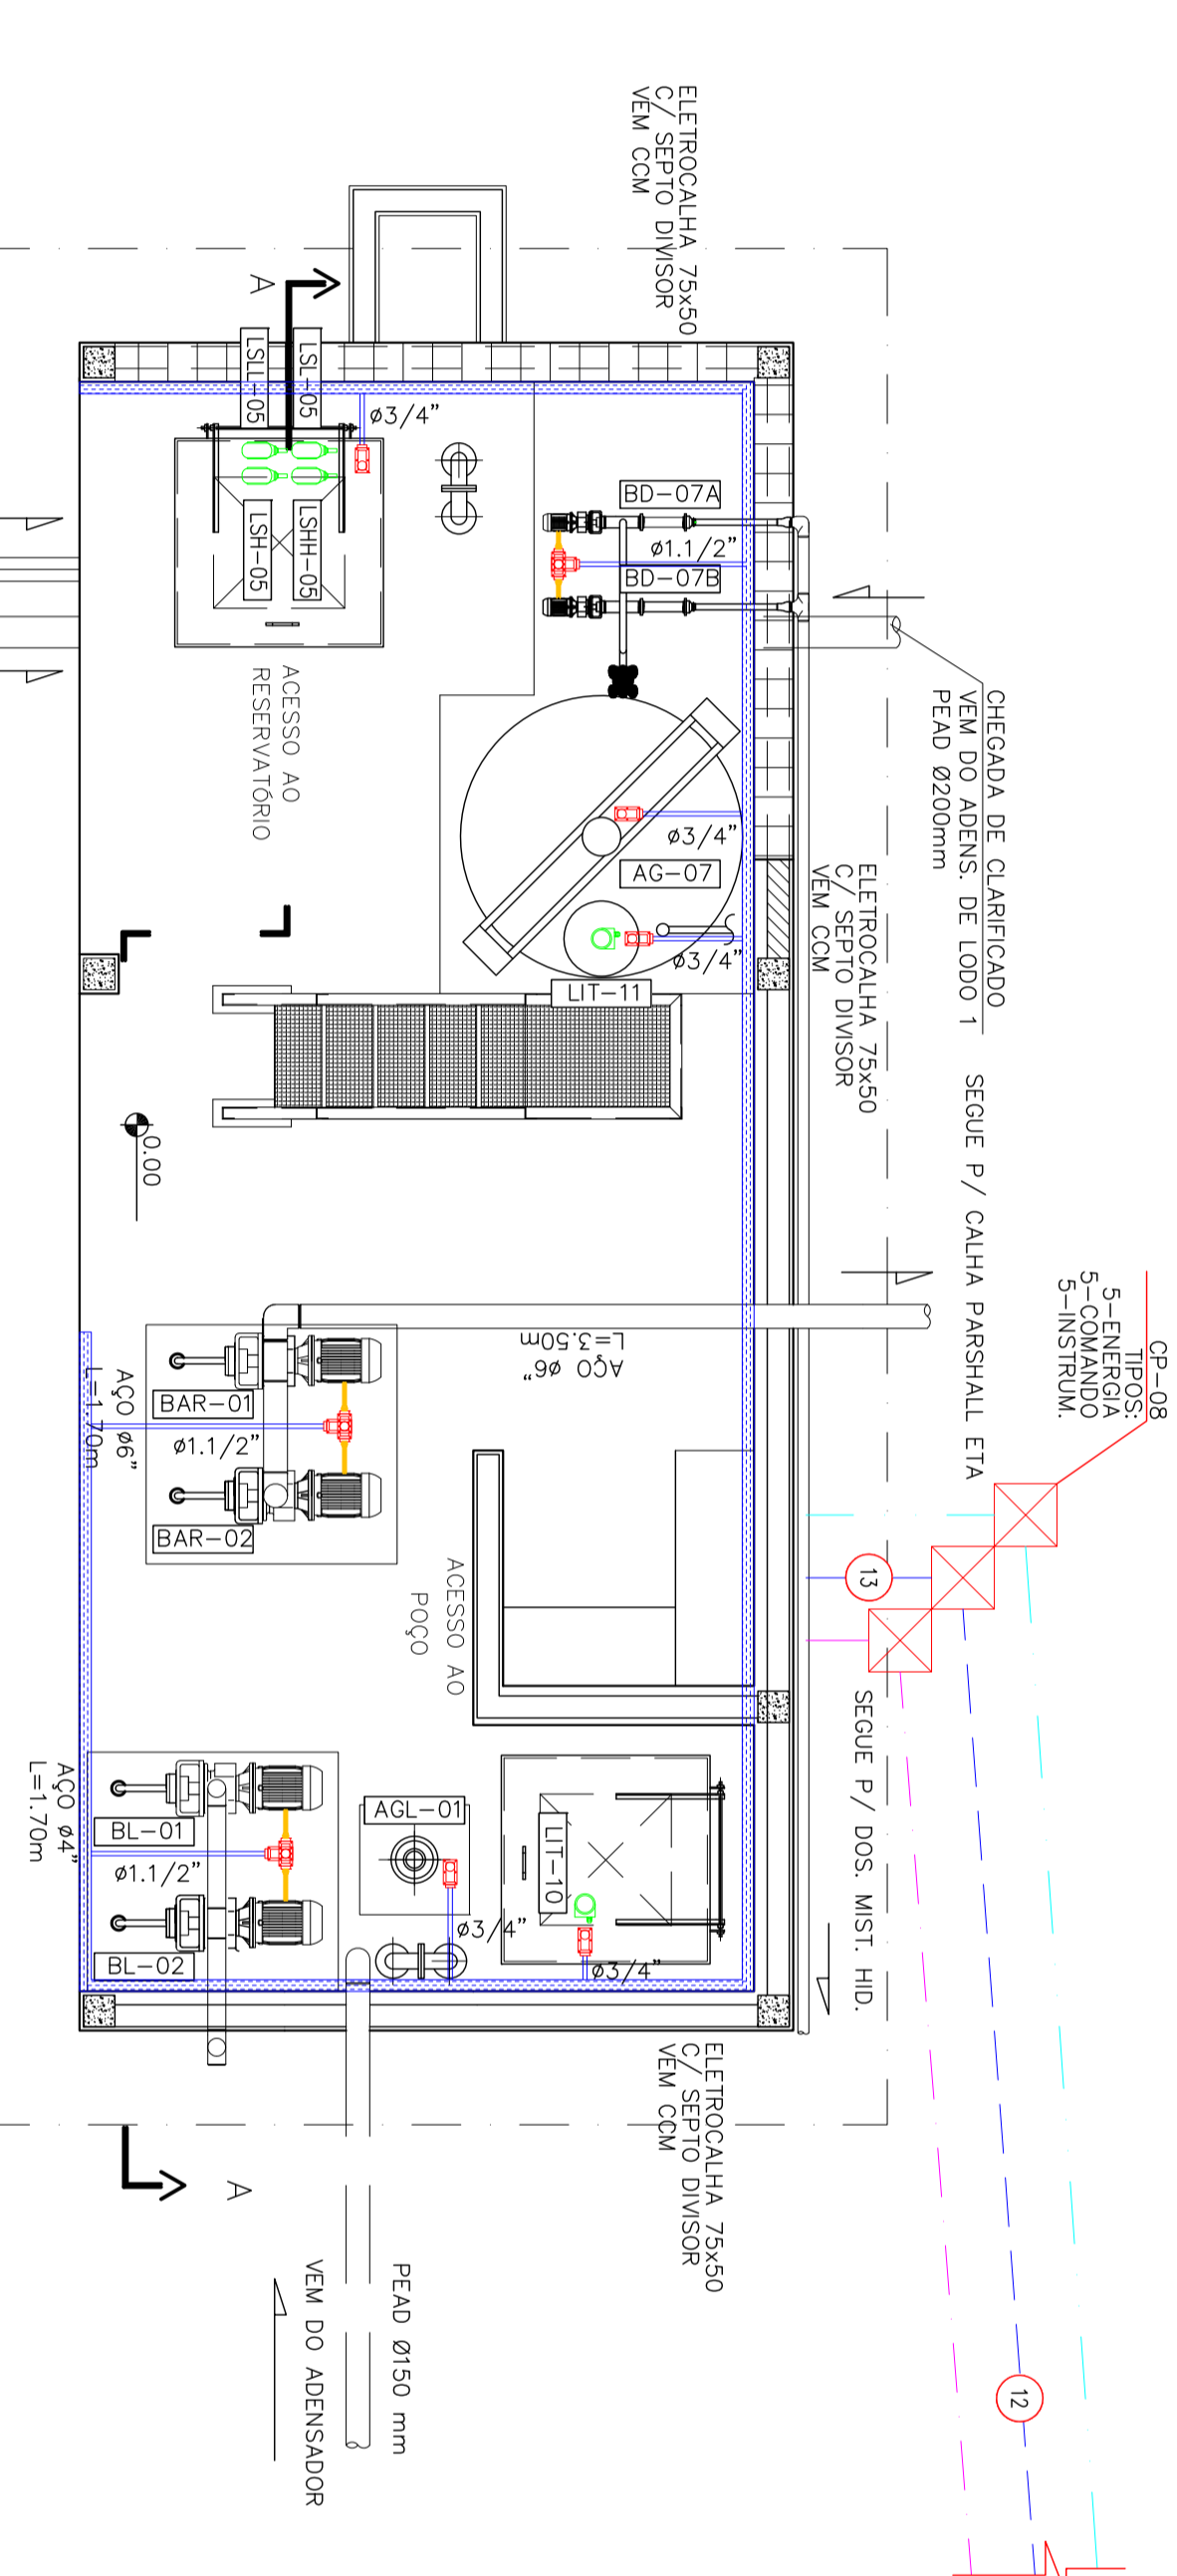 ELETROCALHA 75x50
C/ SEPTO DIVISOR
VEM CCM
A
LSL-05
LSLL-05
ø3/4"
LSHH-05
LSH-05
ACESSO AO
RESERVATÓRIO
BD-07A
ø1.1/2"
BD-07B
CHEGADA DE CLARIFICADO
VEM DO ADENS. DE LODO 1
PEAD Ø200mm
ø3/4"
AG-07
ø3/4"
LIT-11
ELETROCALHA 75x50
C/ SEPTO DIVISOR
VEM CCM
SEGUE P/ CALHA PARSHALL ETA
0.00
CP-08
TIPOS:
5-ENERGIA
5-COMANDO
5-INSTRUM.
AÇO ø6"
L=3.50m
BAR-01
ø1.1/2"
BAR-02
AÇO ø6"
L=1.70m
ACESSO AO
POÇO
13
SEGUE P/ DOS. MIST. HID.
BL-01
ø1.1/2"
BL-02
AÇO ø4"
L=1.70m
AGL-01
ø3/4"
LIT-10
ø3/4"
ELETROCALHA 75x50
C/ SEPTO DIVISOR
VEM CCM
A
PEAD Ø150 mm
VEM DO ADENSADOR
12